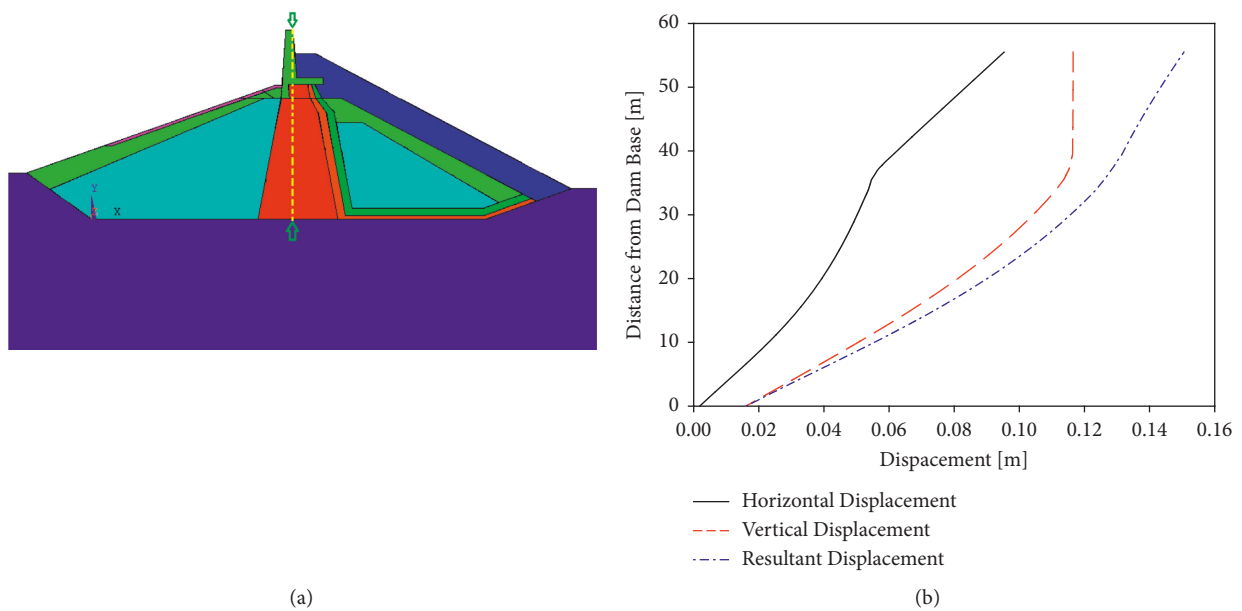 Y
X
60
50
40
30
20
10
0
Distance from Dam Base [m]
0.00 0.02 0.04 0.06 0.08 0.10 0.12 0.14 0.16
Dispacement [m]
Horizontal Displacement
Vertical Displacement
Resultant Displacement
(a)
(b)